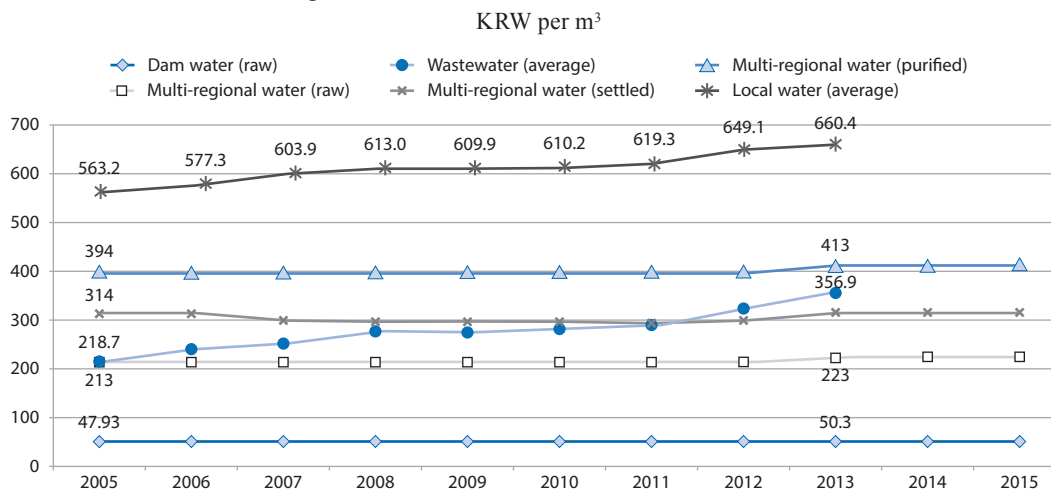 KRW per m³
Dam water (raw) Wastewater (average) Multi-regional water (purified)
Multi-regional water (raw) Multi-regional water (settled) Local water (average)
700
600
500
400
300
200
100
0
563.2 577.3 603.9 613.0 609.9 610.2 619.3 649.1 660.4
394 413
314 356.9
218.7
213 223
47.93 50.3
2005 2006 2007 2008 2009 2010 2011 2012 2013 2014 2015